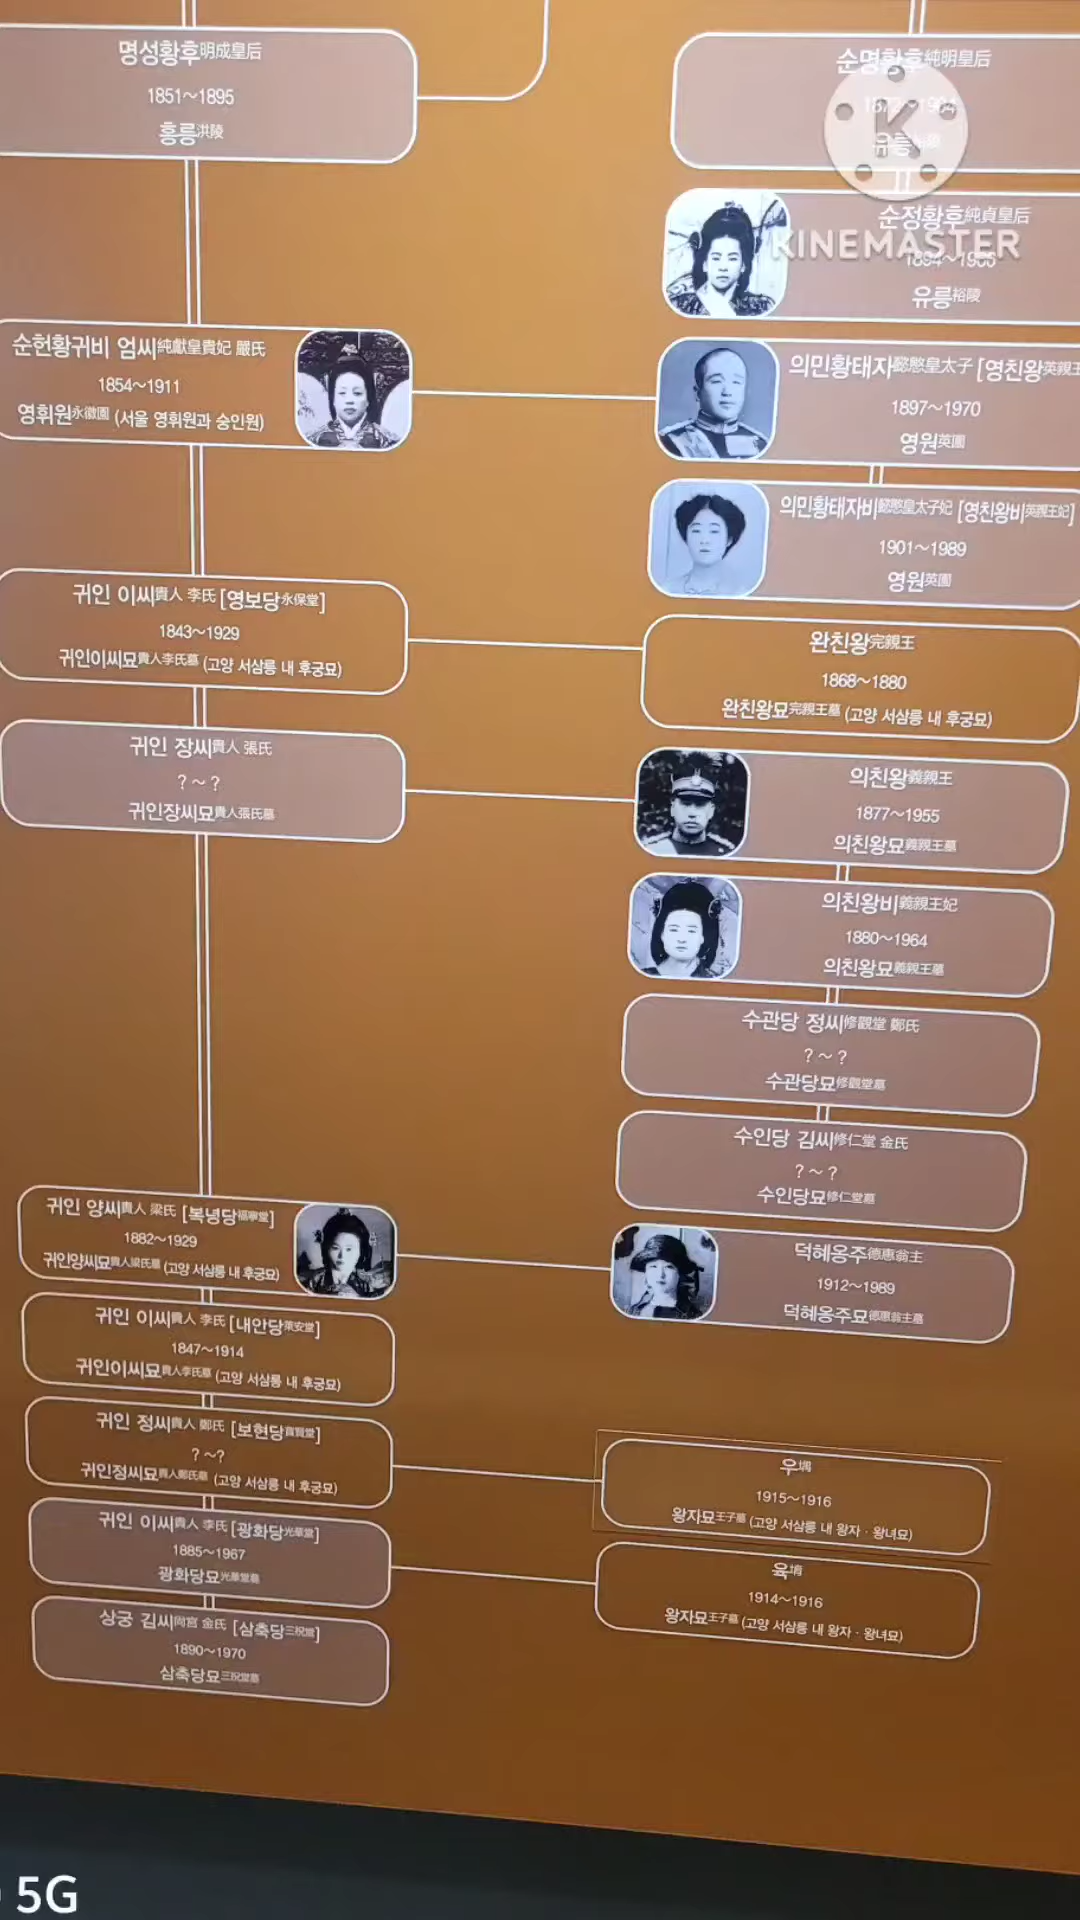 명성황후明成皇后
1851~1895
홍릉洪陵
순명황후純明皇后
유릉
순정황후純貞皇后
유릉裕陵
KINEMASTER
순헌황귀비 엄씨純獻皇貴妃 嚴氏
1854~1911
영휘원永徽園 (서울 영휘원과 숭인원)
의민황태자懿愍皇太子 [영친왕英親王
1897~1970
영원英園
의민황태자비懿愍皇太子妃 [영친왕비英親王妃]
1901~1989
영원英園
귀인 이씨貴人 李氏 [영보당永保堂]
1843~1929
귀인이씨묘貴人李氏墓 (고양 서삼릉 내 후궁묘)
완친왕完親王
1868~1880
완친왕묘完親王墓 (고양 서삼릉 내 후궁묘)
귀인 장씨貴人 張氏
? ~ ?
귀인장씨묘貴人張氏墓
의친왕義親王
1877~1955
의친왕묘義親王墓
의친왕비義親王妃
1880~1964
의친왕묘義親王墓
수관당 정씨修觀堂 鄭氏
? ~ ?
수관당묘修觀堂墓
수인당 김씨修仁堂 金氏
? ~ ?
수인당묘修仁堂墓
귀인 양씨貴人 梁氏 [복녕당福寧堂]
1882~1929
귀인양씨묘貴人梁氏墓 (고양 서삼릉 내 후궁묘)
덕혜옹주德惠翁主
1912~1989
덕혜옹주묘德惠翁主墓
귀인 이씨貴人 李氏 [내안당萊安堂]
1847~1914
귀인이씨묘貴人李氏墓 (고양 서삼릉 내 후궁묘)
귀인 정씨貴人 鄭氏 [보현당寶賢堂]
? ~?
귀인정씨묘貴人鄭氏墓 (고양 서삼릉 내 후궁묘)
우堣
1915~1916
왕자묘王子墓 (고양 서삼릉 내 왕자 · 왕녀묘)
귀인 이씨貴人 李氏 [광화당光華堂]
1885~1967
광화당묘光華堂墓
육堉
1914~1916
왕자묘王子墓 (고양 서삼릉 내 왕자 · 왕녀묘)
상궁 김씨尙宮 金氏 [삼축당三祝堂]
1890~1970
삼축당묘三祝堂墓
5G